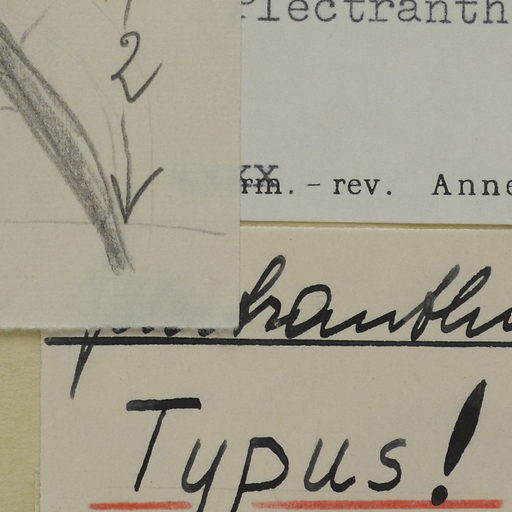 2
Plectranth
rm. - rev. Anne
Typus!